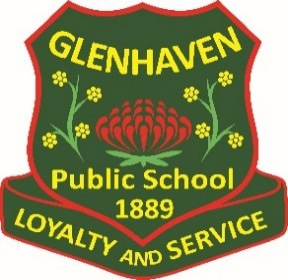 GLENHAVEN
Public School
1889
LOYALTY AND SERVICE